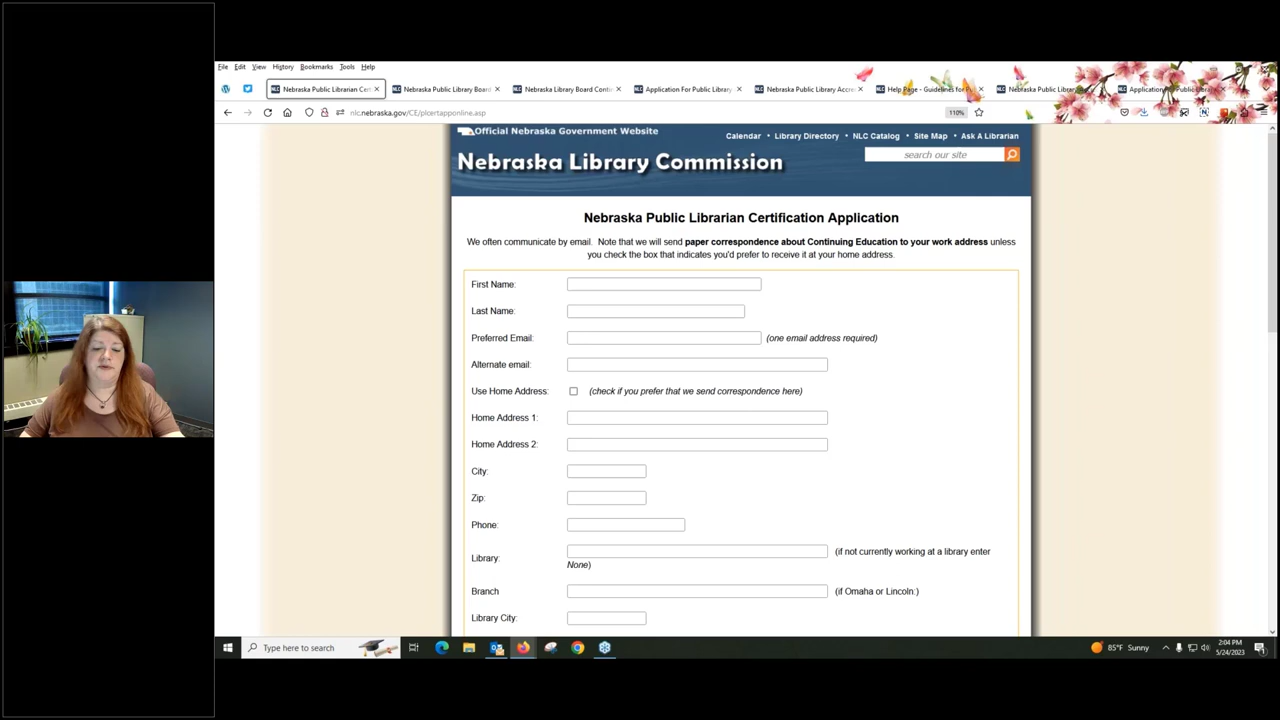 File Edit View History Bookmarks Tools Help
Nebraska Public Librarian Cert
Nebraska Public Library Board
Nebraska Library Board Conti
Application For Public Library
Nebraska Public Library Accre
Help Page - Guidelines for P
Nebraska Public Library
nlc.nebraska.gov/CE/plcertapponline.asp
110%
Official Nebraska Government Website
Calendar • Library Directory • NLC Catalog • Site Map • Ask A Librarian
Nebraska Library Commission
search our site
Nebraska Public Librarian Certification Application
We often communicate by email. Note that we will send paper correspondence about Continuing Education to your work address unless
you check the box that indicates you'd prefer to receive it at your home address.
First Name:
Last Name:
Preferred Email: (one email address required)
Alternate email:
Use Home Address: (check if you prefer that we send correspondence here)
Home Address 1:
Home Address 2:
City:
Zip:
Phone:
Library: (if not currently working at a library enter
None)
Branch (if Omaha or Lincoln:)
Library City:
Type here to search
85°F Sunny
2:04 PM
5/24/2023